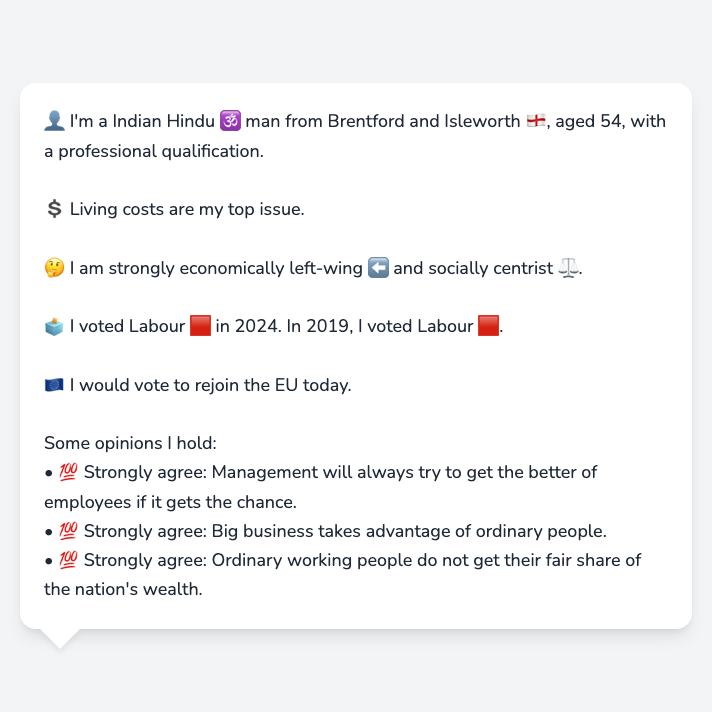 👤 I'm a Indian Hindu 🕉️ man from Brentford and Isleworth 🏴󠁧󠁢󠁥󠁮󠁧󠁿, aged 54, with
a professional qualification.
💲 Living costs are my top issue.
🤔 I am strongly economically left-wing ⬅️ and socially centrist ⚖️.
🗳️ I voted Labour 🟥 in 2024. In 2019, I voted Labour 🟥.
🇪🇺 I would vote to rejoin the EU today.
Some opinions I hold:
• 💯 Strongly agree: Management will always try to get the better of
employees if it gets the chance.
• 💯 Strongly agree: Big business takes advantage of ordinary people.
• 💯 Strongly agree: Ordinary working people do not get their fair share of
the nation's wealth.